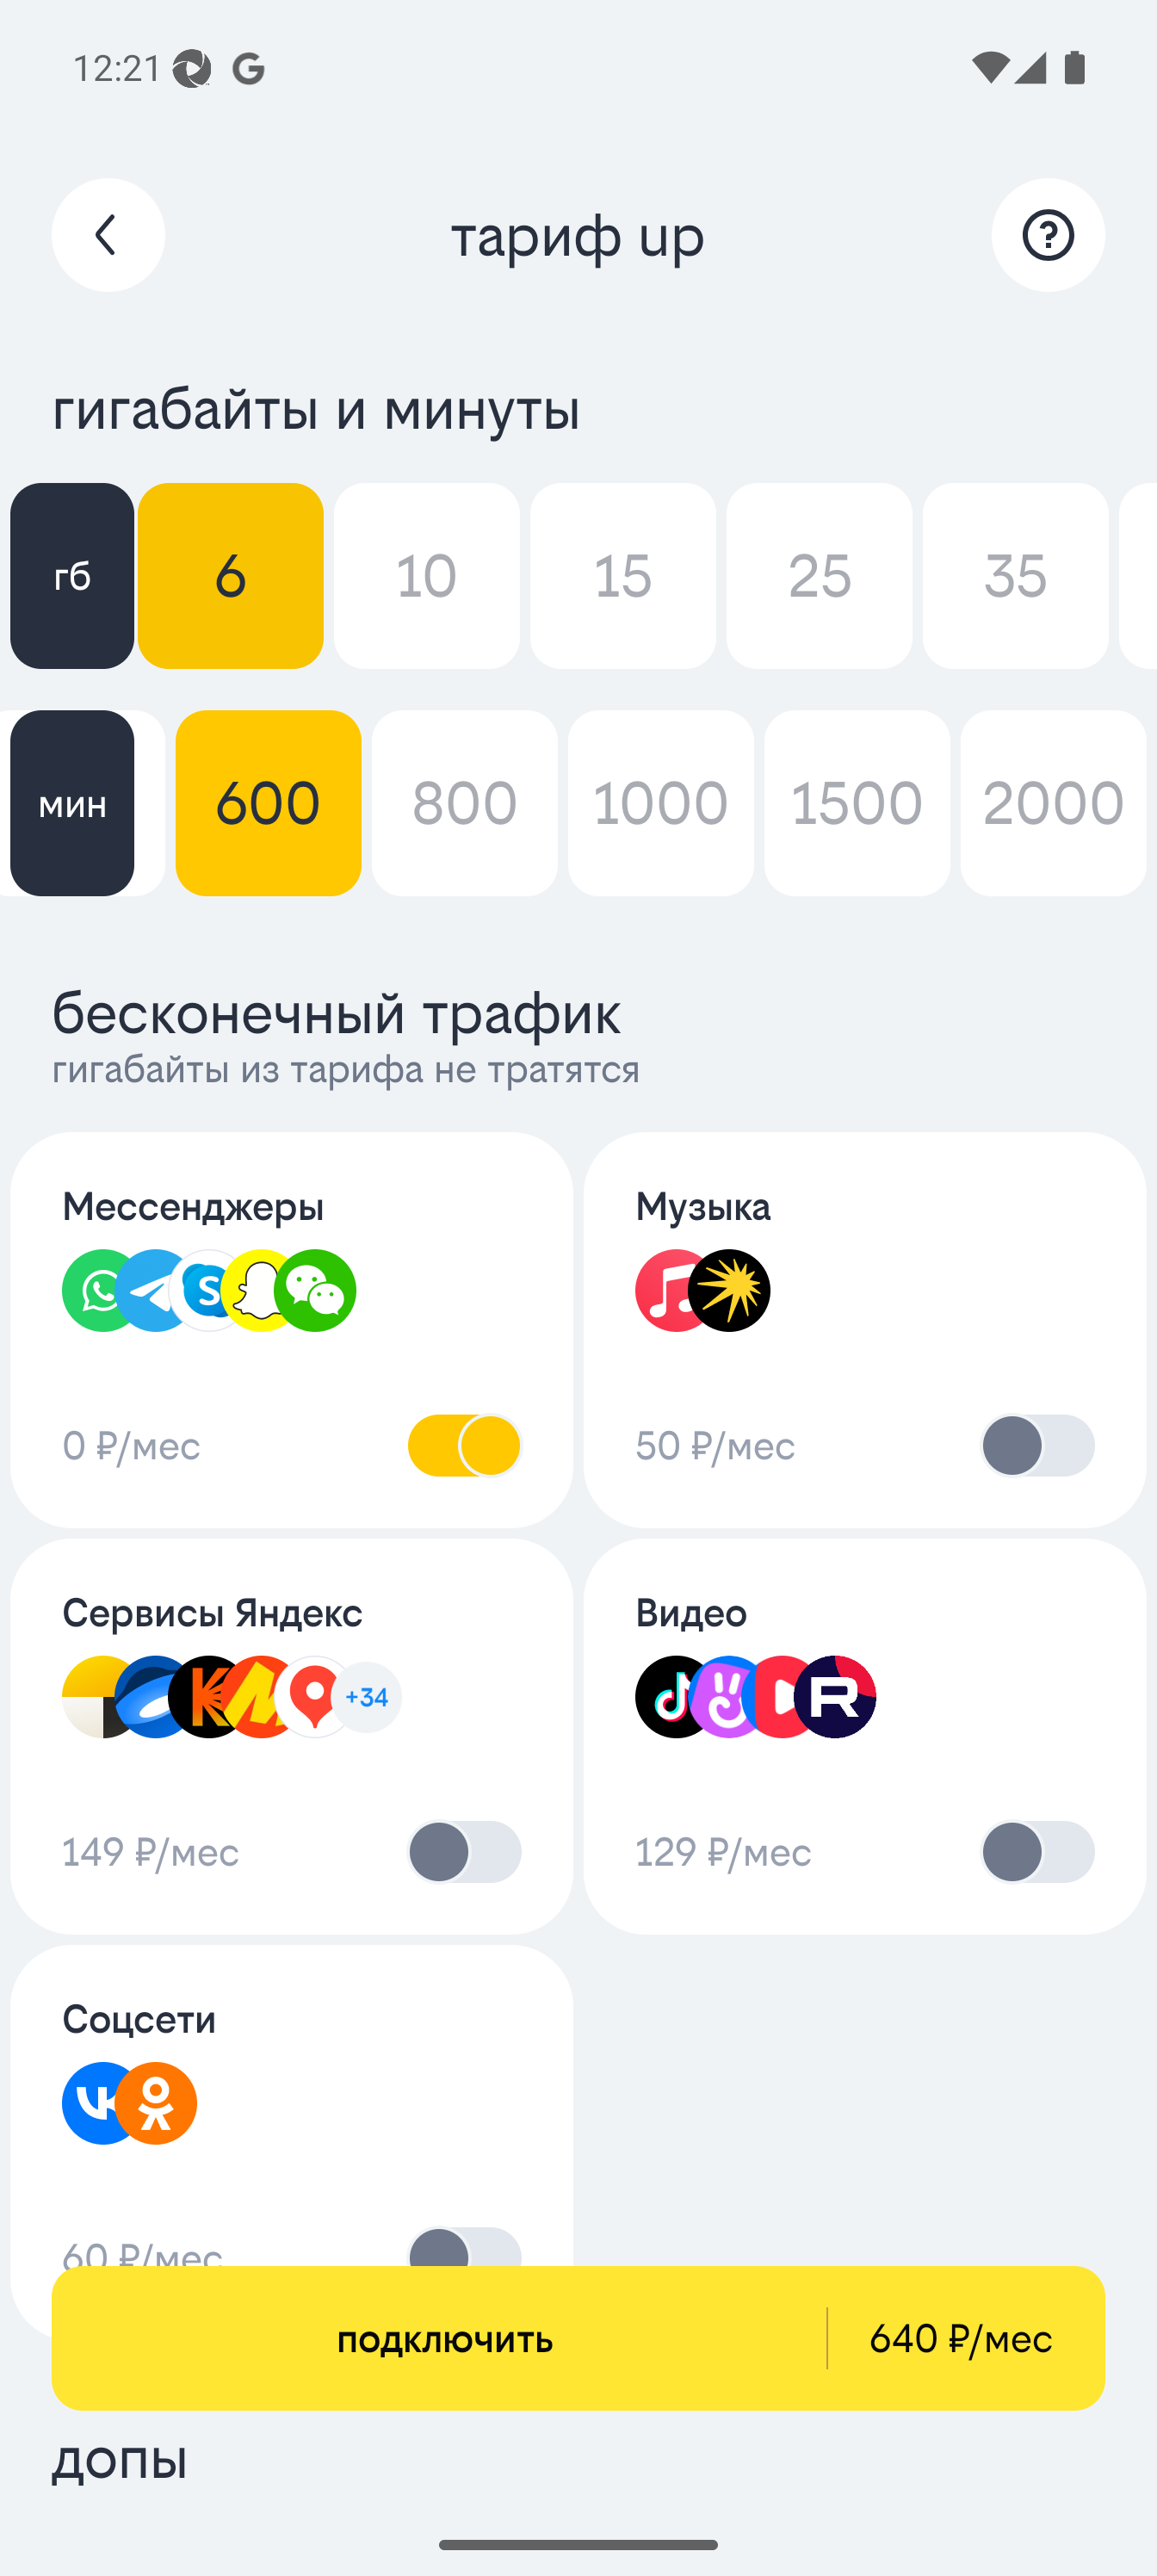 12:21
тариф up
гигабайты и минуты
гб 6 10 15 25 35
мин 600 800 1000 1500 2000
бесконечный трафик
гигабайты из тарифа не тратятся
Мессенджеры
0 ₽/мес
Музыка
50 ₽/мес
Сервисы Яндекс
+34
149 ₽/мес
Видео
129 ₽/мес
Соцсети
60 ₽/мес
подключить 640 ₽/мес
допы